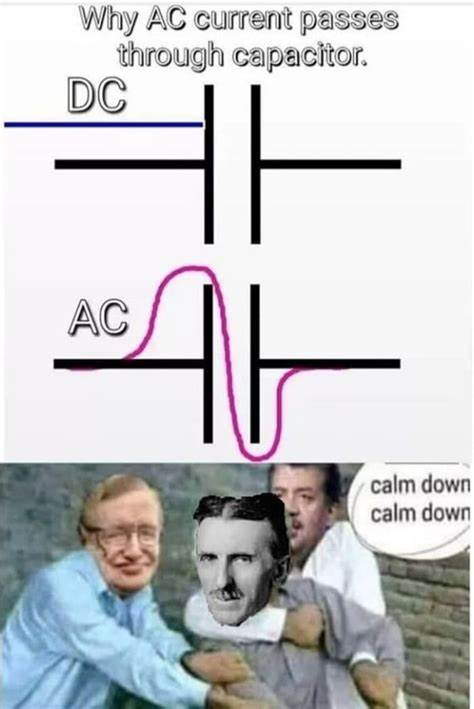 Why AC current passes
through capacitor.
DC
AC
calm down
calm down